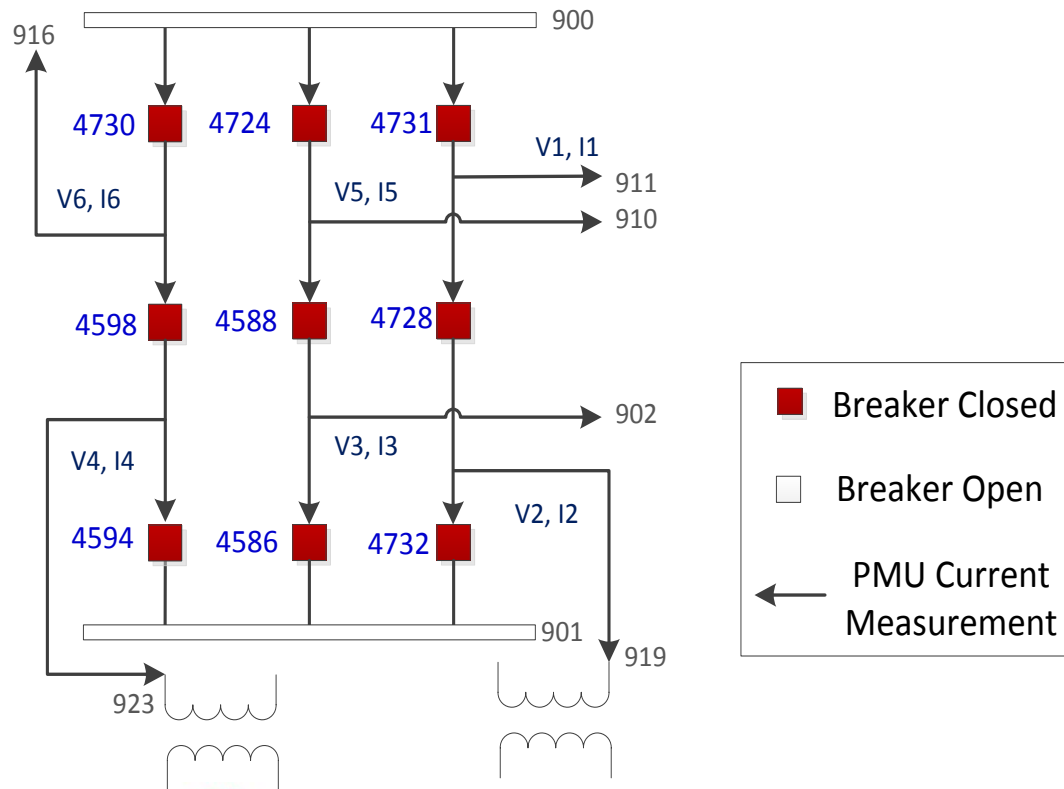 900
916
4730
4724
4731
V1, I1
911
V6, I6
V5, I5
910
4598
4588
4728
902
V4, I4
V3, I3
V2, I2
4594
4586
4732
901
919
923
Breaker Closed
Breaker Open
PMU Current
Measurement